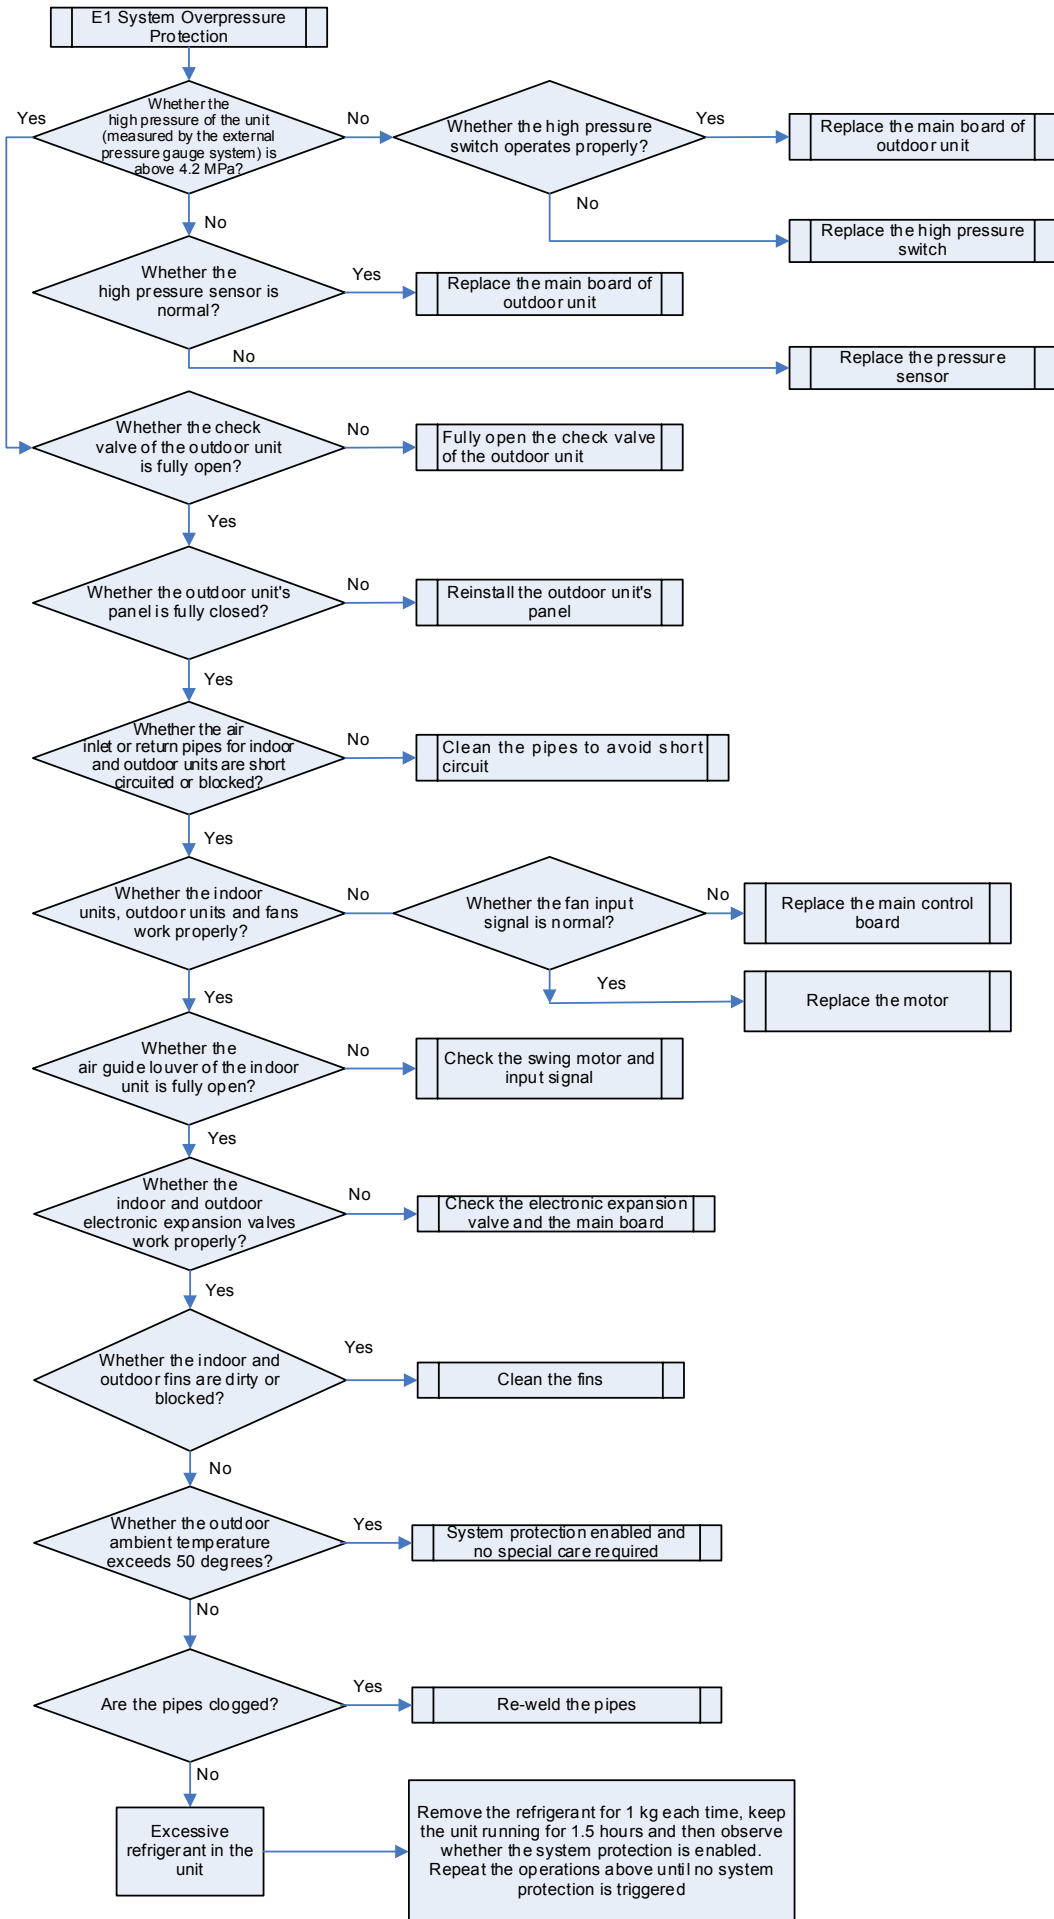 E1 System Overpressure
Protection
Whether the
high pressure of the unit
(measured by the external
pressure gauge system) is
above 4.2 MPa?
Yes
No
Whether the high pressure
switch operates properly?
Yes
Replace the main board of
outdoor unit
No
Replace the high pressure
switch
No
Whether the
high pressure sensor is
normal?
Yes
Replace the main board of
outdoor unit
No
Replace the pressure
sensor
Whether the check
valve of the outdoor unit
is fully open?
No
Fully open the check valve
of the outdoor unit
Yes
Whether the outdoor unit's
panel is fully closed?
No
Reinstall the outdoor unit's
panel
Yes
Whether the air
inlet or return pipes for indoor
and outdoor units are short
circuited or blocked?
No
Clean the pipes to avoid short
circuit
Yes
Whether the indoor
units, outdoor units and fans
work properly?
No
Whether the fan input
signal is normal?
No
Replace the main control
board
Yes
Replace the motor
Yes
Whether the
air guide louver of the indoor
unit is fully open?
No
Check the swing motor and
input signal
Yes
Whether the
indoor and outdoor
electronic expansion valves
work properly?
No
Check the electronic expansion
valve and the main board
Yes
Whether the indoor and
outdoor fins are dirty or
blocked?
Yes
Clean the fins
No
Whether the outdoor
ambient temperature
exceeds 50 degrees?
Yes
System protection enabled and
no special care required
No
Are the pipes clogged?
Yes
Re-weld the pipes
No
Excessive
refrigerant in the
unit
Remove the refrigerant for 1 kg each time, keep
the unit running for 1.5 hours and then observe
whether the system protection is enabled.
Repeat the operations above until no system
protection is triggered